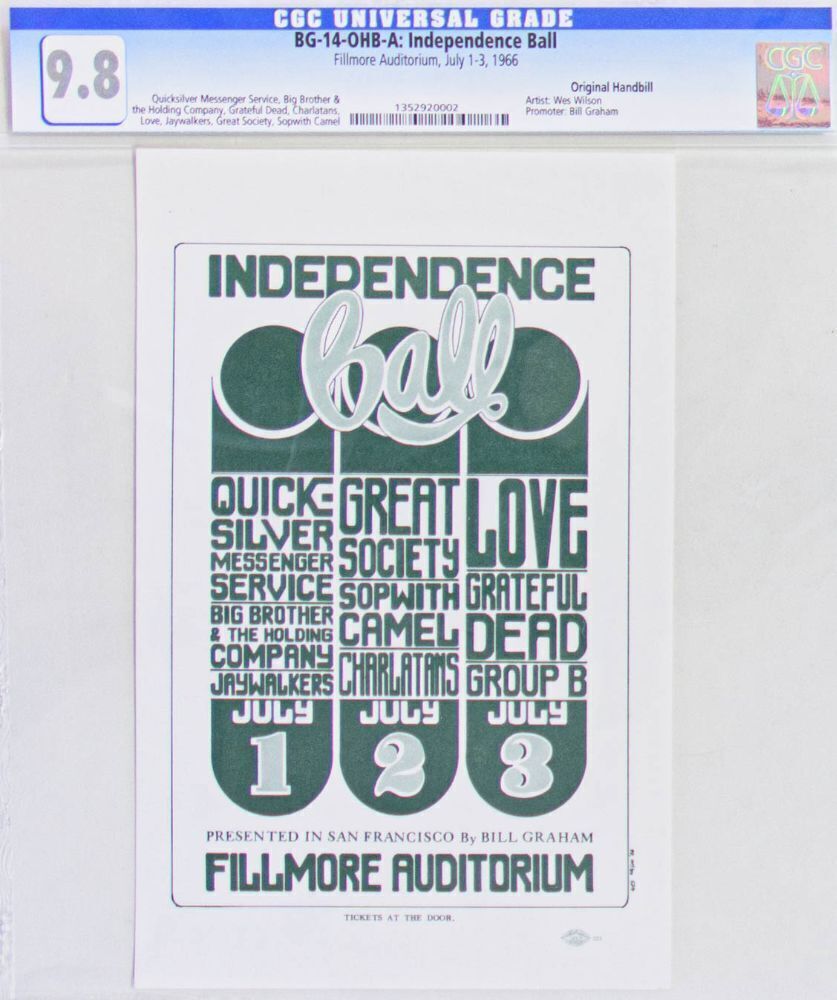 CGC UNIVERSAL GRADE
BG-14-OHB-A: Independence Ball
Fillmore Auditorium, July 1-3, 1966
9.8
Original Handbill
Quicksilver Messenger Service, Big Brother &
the Holding Company, Grateful Dead, Charlatans,
Love, Jaywalkers, Great Society, Sopwith Camel
1352920002
Artist: Wes Wilson
Promoter: Bill Graham
CGC
INDEPENDENCE
Ball
QUICK-
SILVER
MESSENGER
SERVICE
BIG BROTHER
& THE HOLDING
COMPANY
JAYWALKERS
JULY
1
GREAT
SOCIETY
SOPWITH
CAMEL
CHARLATANS
JULY
2
LOVE
GRATEFUL
DEAD
GROUP B
JULY
3
PRESENTED IN SAN FRANCISCO By BILL GRAHAM
FILLMORE AUDITORIUM
TICKETS AT THE DOOR.